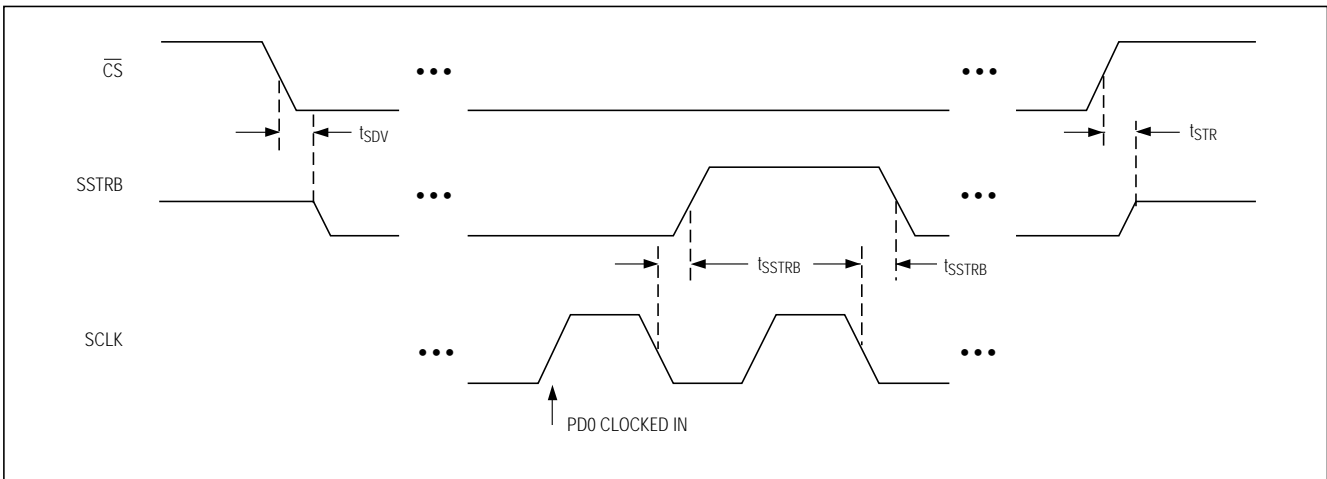 CS
tSDV
tSTR
SSTRB
tSSTRB
tSSTRB
SCLK
PD0 CLOCKED IN